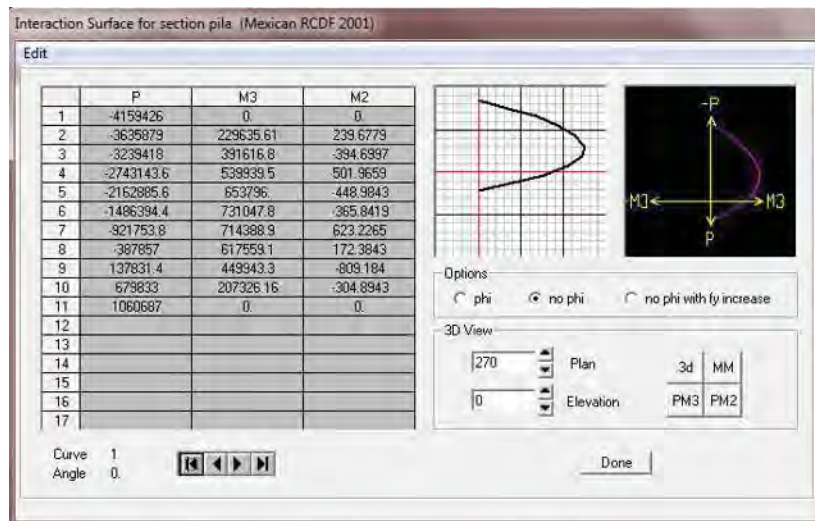 Interaction Surface for section pila (Mexican RCDF 2001)
Edit
P M3 M2
1 -4159426 0. 0.
2 -3635879 229635.61 239.6779
3 -3239418 391616.8 -394.6997
4 -2743143.6 539939.5 501.9659
5 -2162885.6 653796. -448.9843
6 -1486394.4 731047.8 -365.8419
7 -921753.8 714388.9 623.2265
8 -387857 617559.1 172.3843
9 137831.4 449943.3 -809.184
10 679833 207326.16 -304.8943
11 1060687 0. 0.
12
13
14
15
16
17
-P
-M3 M3
P
Options
phi no phi no phi with fy increase
3D View
270 Plan
0 Elevation
3d MM
PM3 PM2
Curve 1
Angle 0.
Done